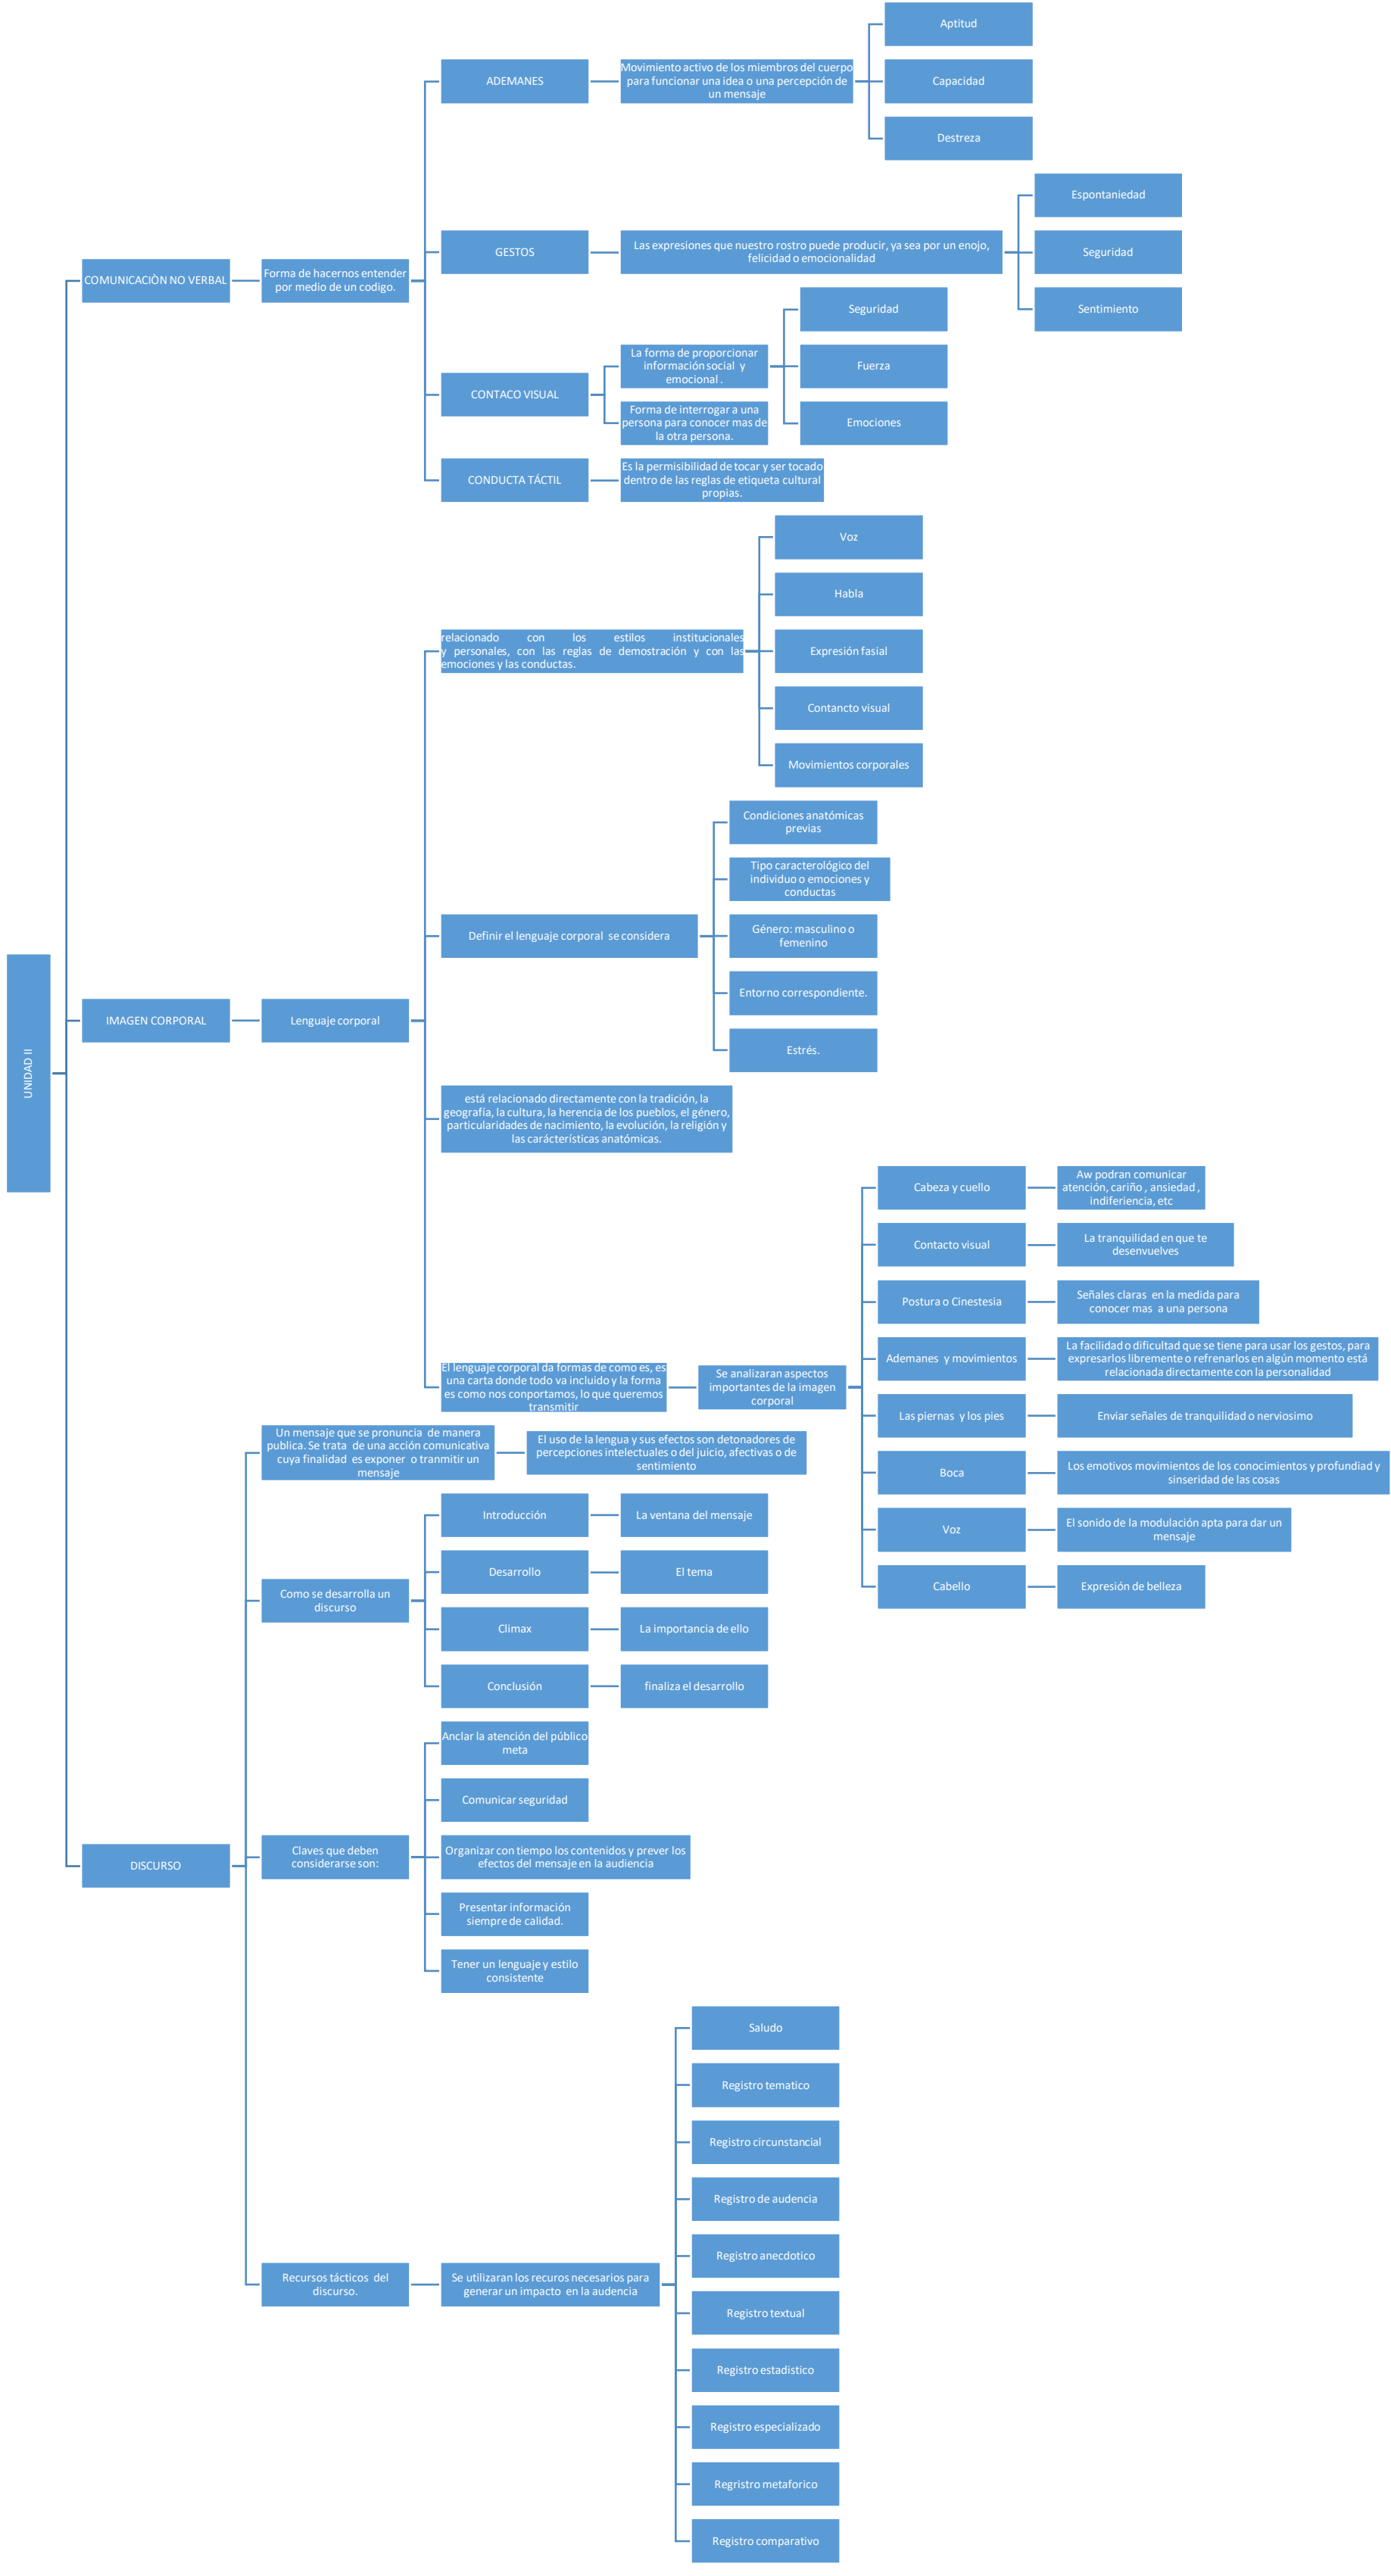 UNIDAD II
COMUNICACIÒN NO VERBAL
Forma de hacernos entender
por medio de un codigo.
ADEMANES
Movimiento activo de los miembros del cuerpo
para funcionar una idea o una percepción de
un mensaje
Aptitud
Capacidad
Destreza
GESTOS
Las expresiones que nuestro rostro puede producir, ya sea por un enojo,
felicidad o emocionalidad
Espontaniedad
Seguridad
Sentimiento
CONTACO VISUAL
La forma de proporcionar
información social y
emocional .
Seguridad
Fuerza
Emociones
Forma de interrogar a una
persona para conocer mas de
la otra persona.
CONDUCTA TÁCTIL
Es la permisibilidad de tocar y ser tocado
dentro de las reglas de etiqueta cultural
propias.
IMAGEN CORPORAL
Lenguaje corporal
relacionado con los estilos institucionales
y personales, con las reglas de demostración y con las
emociones y las conductas.
Voz
Habla
Expresión fasial
Contancto visual
Movimientos corporales
Definir el lenguaje corporal se considera
Condiciones anatómicas
previas
Tipo caracterológico del
individuo o emociones y
conductas
Género: masculino o
femenino
Entorno correspondiente.
Estrés.
está relacionado directamente con la tradición, la
geografía, la cultura, la herencia de los pueblos, el género,
particularidades de nacimiento, la evolución, la religión y
las carácterísticas anatómicas.
El lenguaje corporal da formas de como es, es
una carta donde todo va incluido y la forma
es como nos conportamos, lo que queremos
transmitir
Se analizaran aspectos
importantes de la imagen
corporal
Cabeza y cuello
Aw podran comunicar
atención, cariño , ansiedad ,
indiferiencia, etc
Contacto visual
La tranquilidad en que te
desenvuelves
Postura o Cinestesia
Señales claras en la medida para
conocer mas a una persona
Ademanes y movimientos
La facilidad o dificultad que se tiene para usar los gestos, para
expresarlos libremente o refrenarlos en algún momento está
relacionada directamente con la personalidad
Las piernas y los pies
Enviar señales de tranquilidad o nerviosimo
Boca
Los emotivos movimientos de los conocimientos y profundiad y
sinseridad de las cosas
Voz
El sonido de la modulación apta para dar un
mensaje
Cabello
Expresión de belleza
DISCURSO
Un mensaje que se pronuncia de manera
publica. Se trata de una acción comunicativa
cuya finalidad es exponer o tranmitir un
mensaje
El uso de la lengua y sus efectos son detonadores de
percepciones intelectuales o del juicio, afectivas o de
sentimiento
Como se desarrolla un
discurso
Introducción
La ventana del mensaje
Desarrollo
El tema
Climax
La importancia de ello
Conclusión
finaliza el desarrollo
Claves que deben
considerarse son:
Anclar la atención del público
meta
Comunicar seguridad
Organizar con tiempo los contenidos y prever los
efectos del mensaje en la audiencia
Presentar información
siempre de calidad.
Tener un lenguaje y estilo
consistente
Recursos tácticos del
discurso.
Se utilizaran los recuros necesarios para
generar un impacto en la audencia
Saludo
Registro tematico
Registro circunstancial
Registro de audencia
Registro anecdotico
Registro textual
Registro estadistico
Registro especializado
Regristro metaforico
Registro comparativo